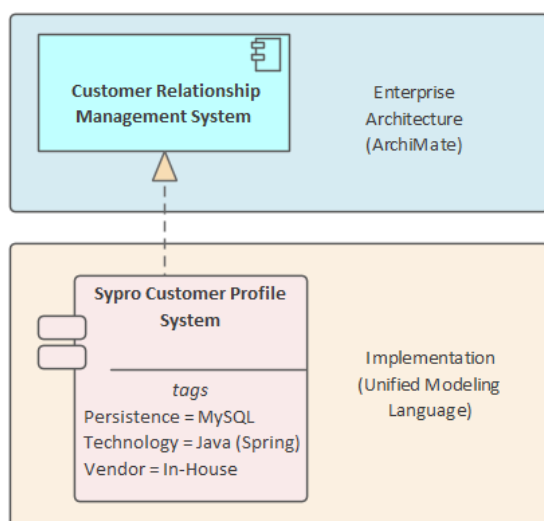 Customer Relationship
Management System
Enterprise
Architecture
(ArchiMate)
Sypro Customer Profile
System
tags
Persistence = MySQL
Technology = Java (Spring)
Vendor = In-House
Implementation
(Unified Modeling
Language)